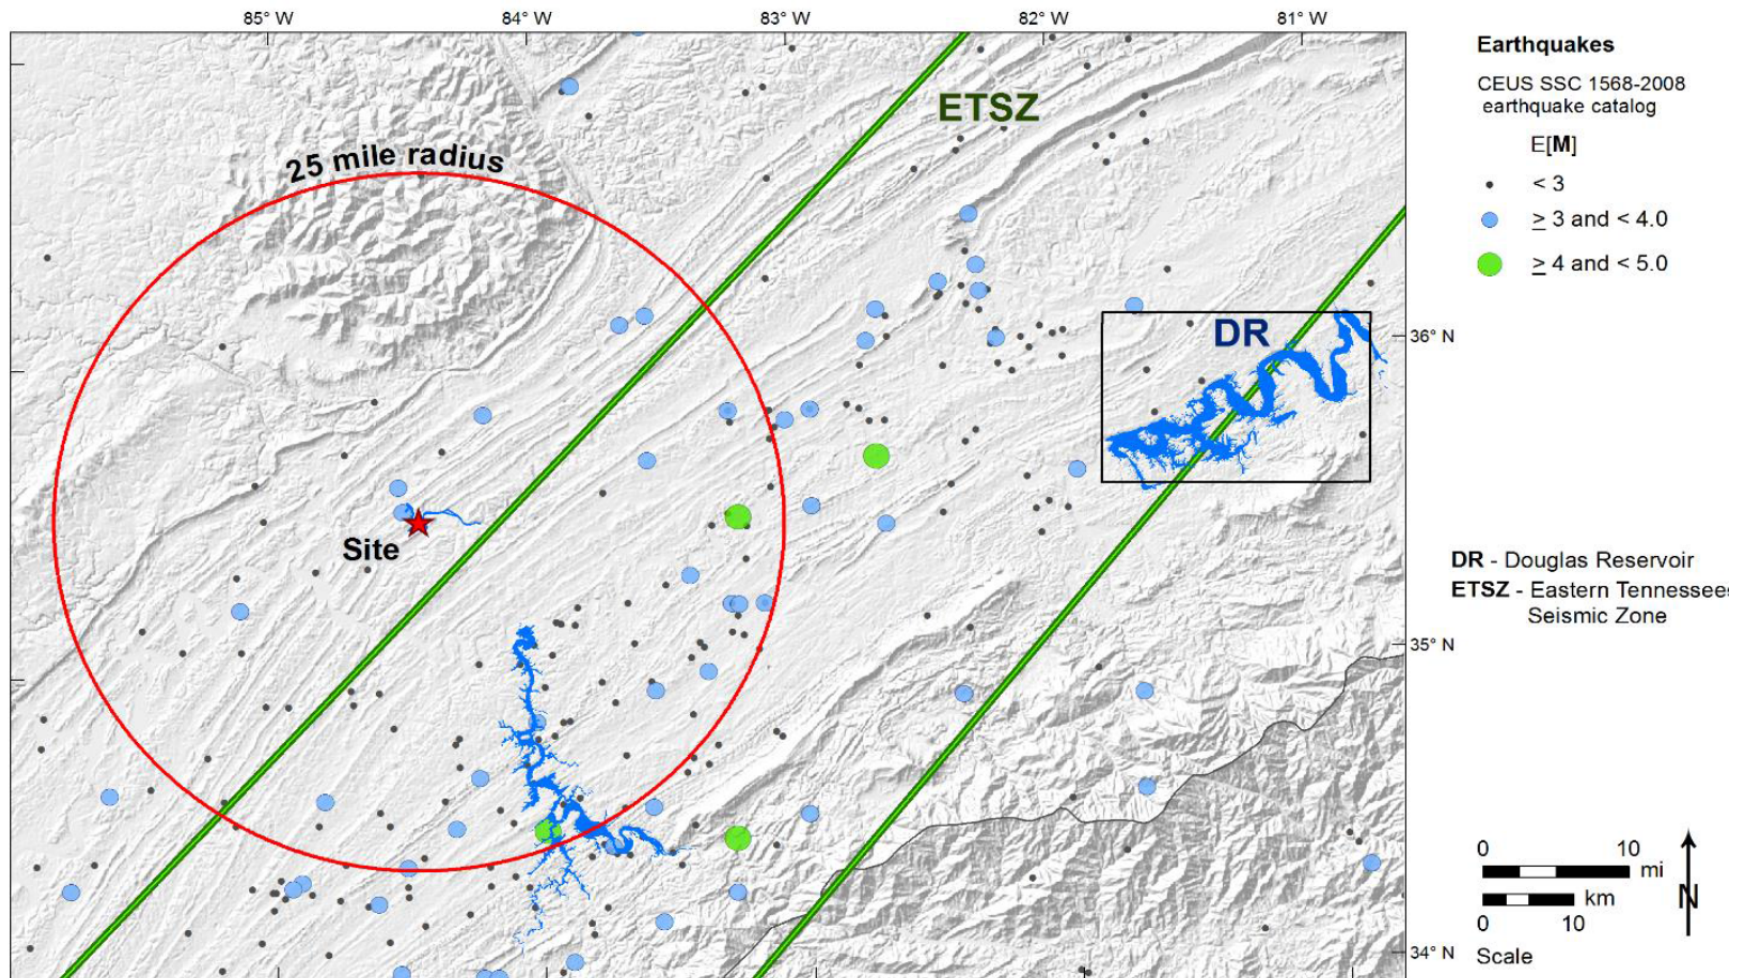 85° W 84° W 83° W 82° W 81° W
Earthquakes
CEUS SSC 1568-2008
earthquake catalog
E[M]
< 3
≥ 3 and < 4.0
≥ 4 and < 5.0
ETSZ
25 mile radius
DR
36° N
Site
DR - Douglas Reservoir
ETSZ - Eastern Tennessee
Seismic Zone
35° N
0 10
mi
km
0 10
Scale
N
34° N